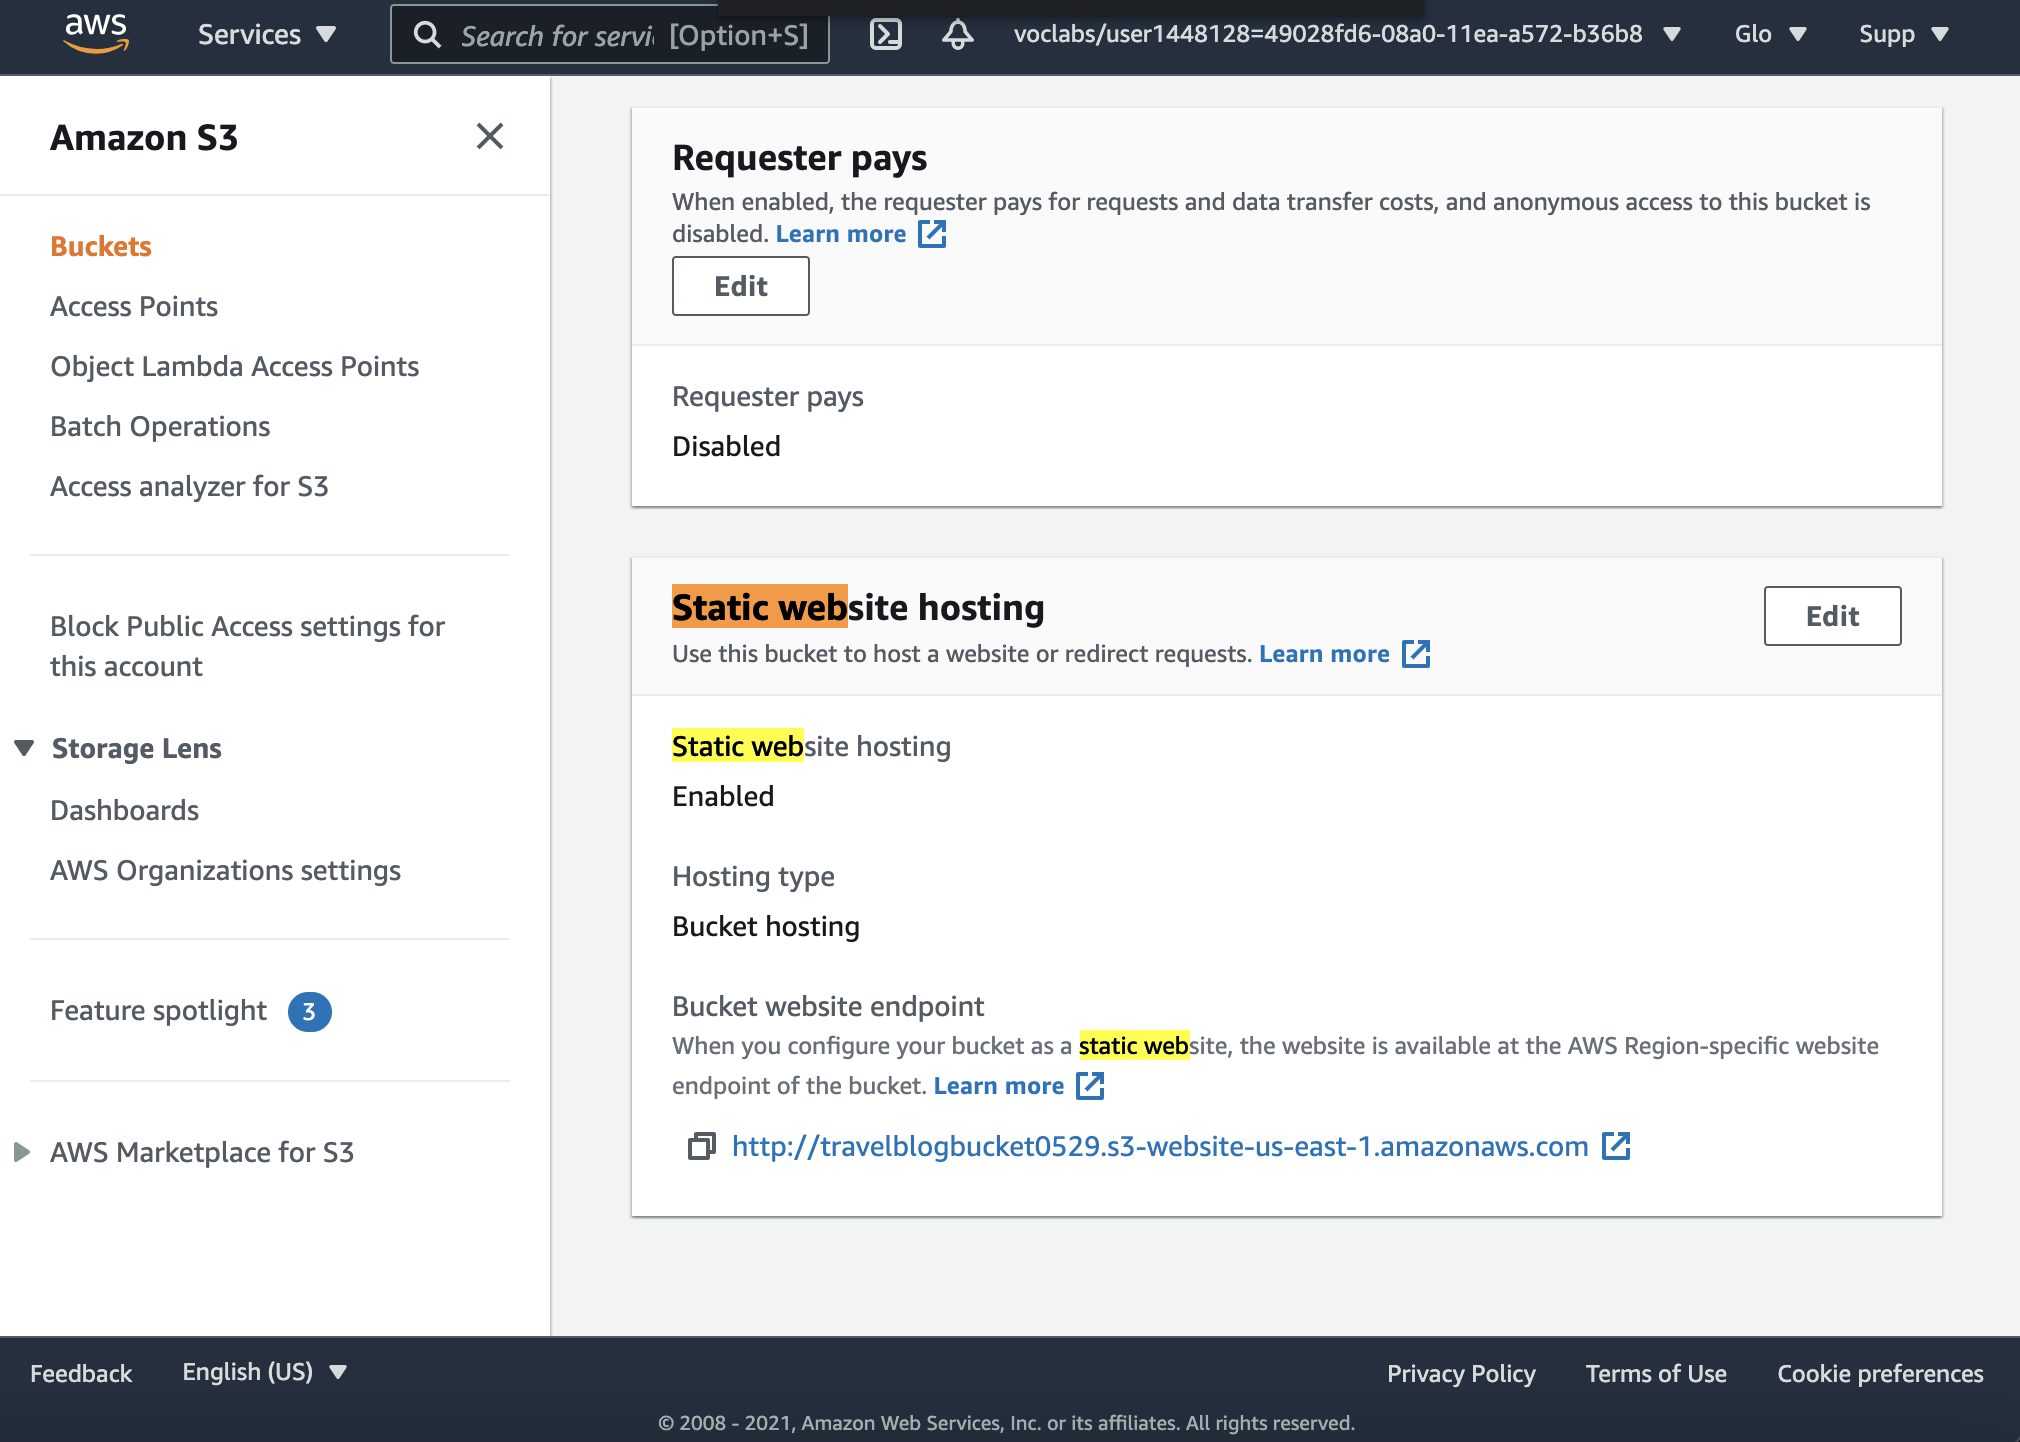 aws
Services
Search for servi [Option+S]
voclabs/user1448128=49028fd6-08a0-11ea-a572-b36b8
Glo
Supp
Amazon S3
Buckets
Access Points
Object Lambda Access Points
Batch Operations
Access analyzer for S3
Block Public Access settings for
this account
Storage Lens
Dashboards
AWS Organizations settings
Feature spotlight 3
AWS Marketplace for S3
Requester pays
When enabled, the requester pays for requests and data transfer costs, and anonymous access to this bucket is
disabled. Learn more
Edit
Requester pays
Disabled
Static website hosting
Edit
Use this bucket to host a website or redirect requests. Learn more
Static website hosting
Enabled
Hosting type
Bucket hosting
Bucket website endpoint
When you configure your bucket as a static website, the website is available at the AWS Region-specific website
endpoint of the bucket. Learn more
http://travelblogbucket0529.s3-website-us-east-1.amazonaws.com
Feedback
English (US)
Privacy Policy
Terms of Use
Cookie preferences
© 2008 - 2021, Amazon Web Services, Inc. or its affiliates. All rights reserved.